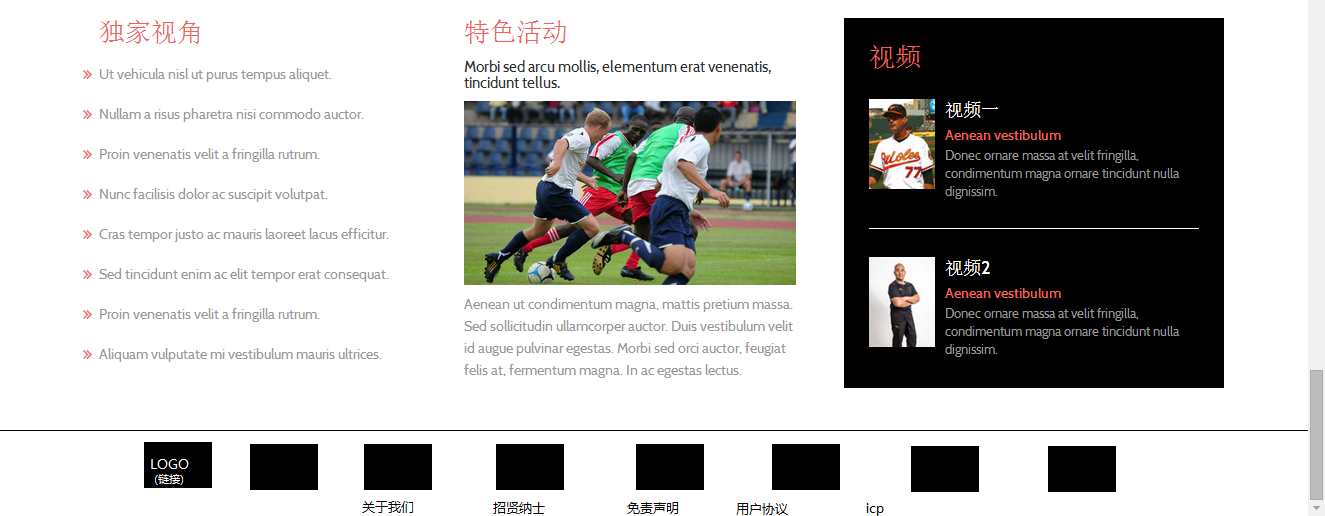 独家视角
Ut vehicula nisl ut purus tempus aliquet.
Nullam a risus pharetra nisi commodo auctor.
Proin venenatis velit a fringilla rutrum.
Nunc facilisis dolor ac suscipit volutpat.
Cras tempor justo ac mauris laoreet lacus efficitur.
Sed tincidunt enim ac elit tempor erat consequat.
Proin venenatis velit a fringilla rutrum.
Aliquam vulputate mi vestibulum mauris ultrices.
特色活动
Morbi sed arcu mollis, elementum erat venenatis,
tincidunt tellus.
Aenean ut condimentum magna, mattis pretium massa.
Sed sollicitudin ullamcorper auctor. Duis vestibulum velit
id augue pulvinar egestas. Morbi sed orci auctor, feugiat
felis at, fermentum magna. In ac egestas lectus.
视频
Orioles
77
视频一
Aenean vestibulum
Donec ornare massa at velit fringilla,
condimentum magna ornare tincidunt nulla
dignissim.
视频2
Aenean vestibulum
Donec ornare massa at velit fringilla,
condimentum magna ornare tincidunt nulla
dignissim.
LOGO
(链接)
关于我们 招贤纳士 免责声明 用户协议 icp